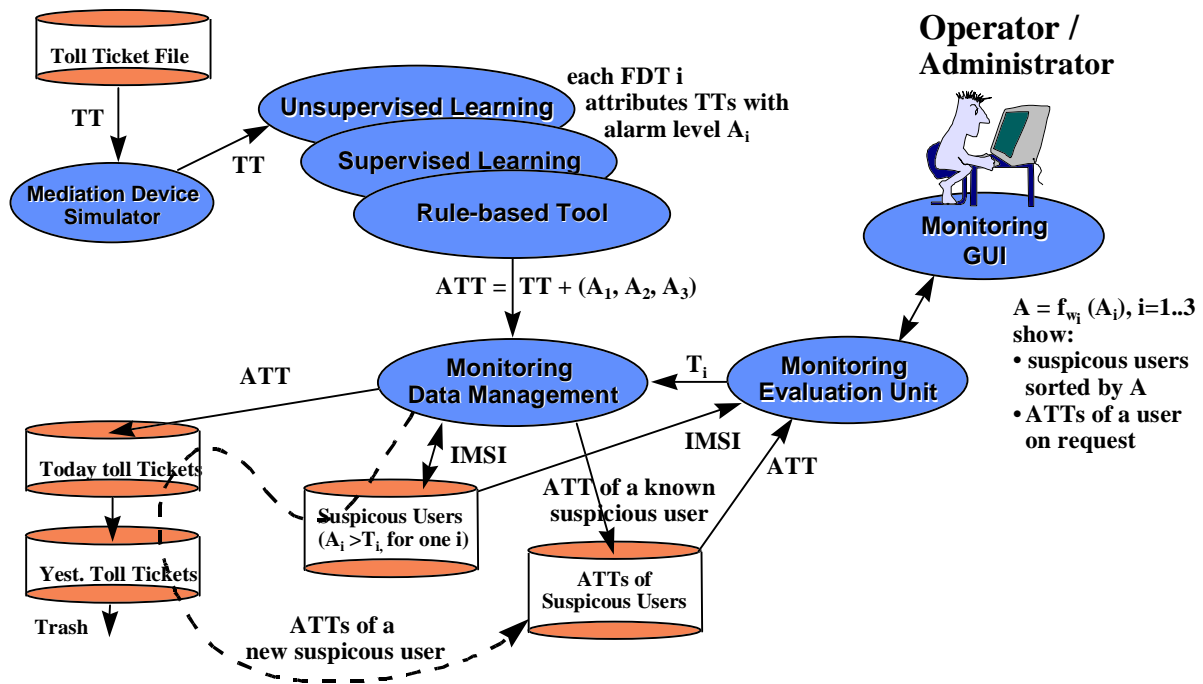 Toll Ticket File
TT
Mediation Device
Simulator
TT
Unsupervised Learning
Supervised Learning
Rule-based Tool
each FDT i
attributes TTs with
alarm level Ai
Operator /
Administrator
Monitoring
GUI
ATT = TT + (A1, A2, A3)
A = fwi (Ai), i=1..3
show:
• suspicous users
sorted by A
• ATTs of a user
on request
Monitoring
Data Management
Ti
Monitoring
Evaluation Unit
ATT
IMSI
IMSI
ATT
Today toll Tickets
Yest. Toll Tickets
Trash
Suspicous Users
(Ai >Ti, for one i)
ATT of a known
suspicious user
ATTs of
Suspicous Users
ATTs of a
new suspicous user